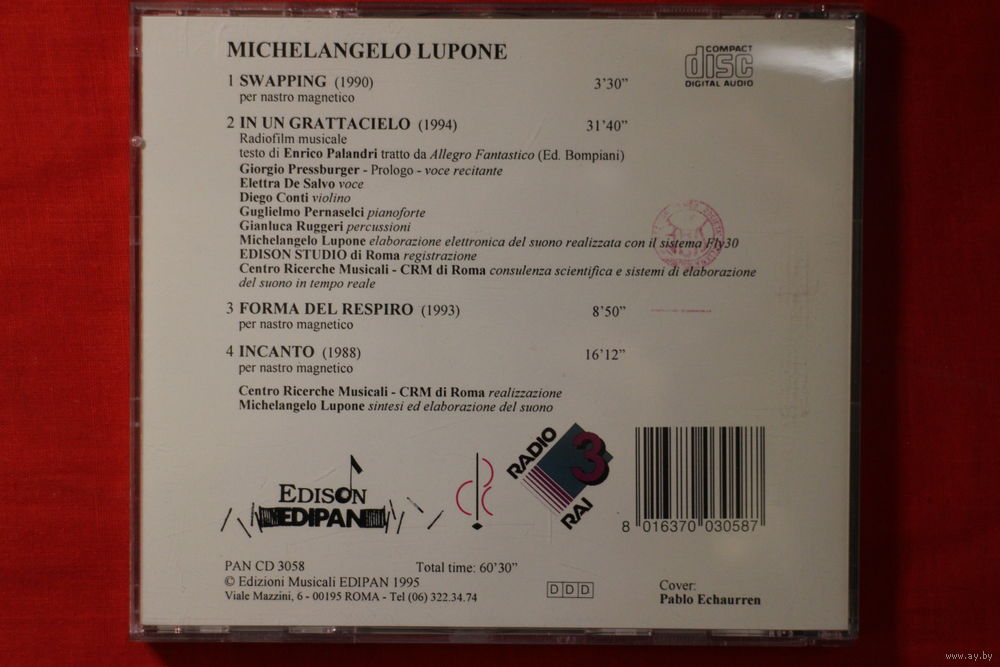 MICHELANGELO LUPONE
COMPACT
disc
DIGITAL AUDIO
1 SWAPPING (1990) 3'30”
per nastro magnetico
2 IN UN GRATTACIELO (1994) 31'40”
Radiofilm musicale
testo di Enrico Palandri tratto da Allegro Fantastico (Ed. Bompiani)
Giorgio Pressburger - Prologo - voce recitante
Elettra De Salvo voce
Diego Conti violino
Guglielmo Pernaselci pianoforte
Gianluca Ruggeri percussioni
Michelangelo Lupone elaborazione elettronica del suono realizzata con il sistema Fly30
EDISON STUDIO di Roma registrazione
Centro Ricerche Musicali - CRM di Roma consulenza scientifica e sistemi di elaborazione
del suono in tempo reale
3 FORMA DEL RESPIRO (1993) 8'50”
per nastro magnetico
4 INCANTO (1988) 16'12”
per nastro magnetico
Centro Ricerche Musicali - CRM di Roma realizzazione
Michelangelo Lupone sintesi ed elaborazione del suono
EDISON
EDIPAN
RADIO
3
RAI
8 016370 030587
PAN CD 3058 Total time: 60'30”
© Edizioni Musicali EDIPAN 1995
Viale Mazzini, 6 - 00195 ROMA - Tel (06) 322.34.74
DDD
Cover:
Pablo Echaurren
www.ay.by